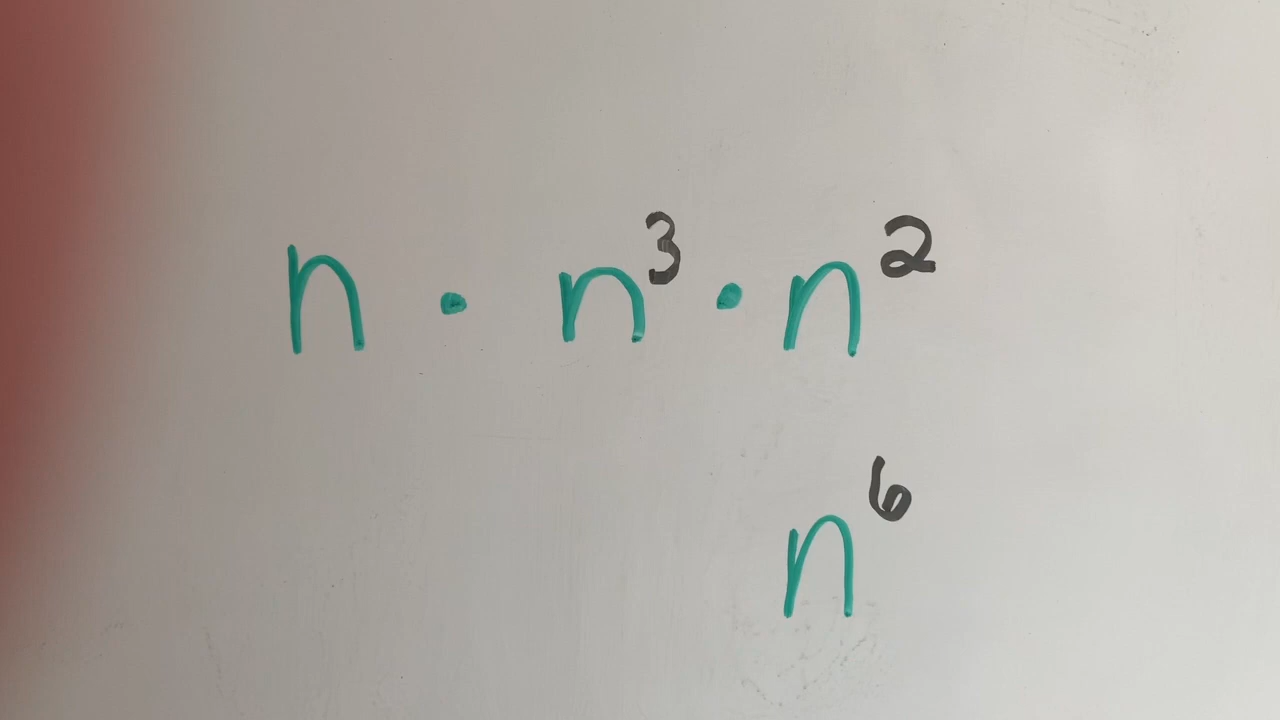 n · n³ · n²
n⁶